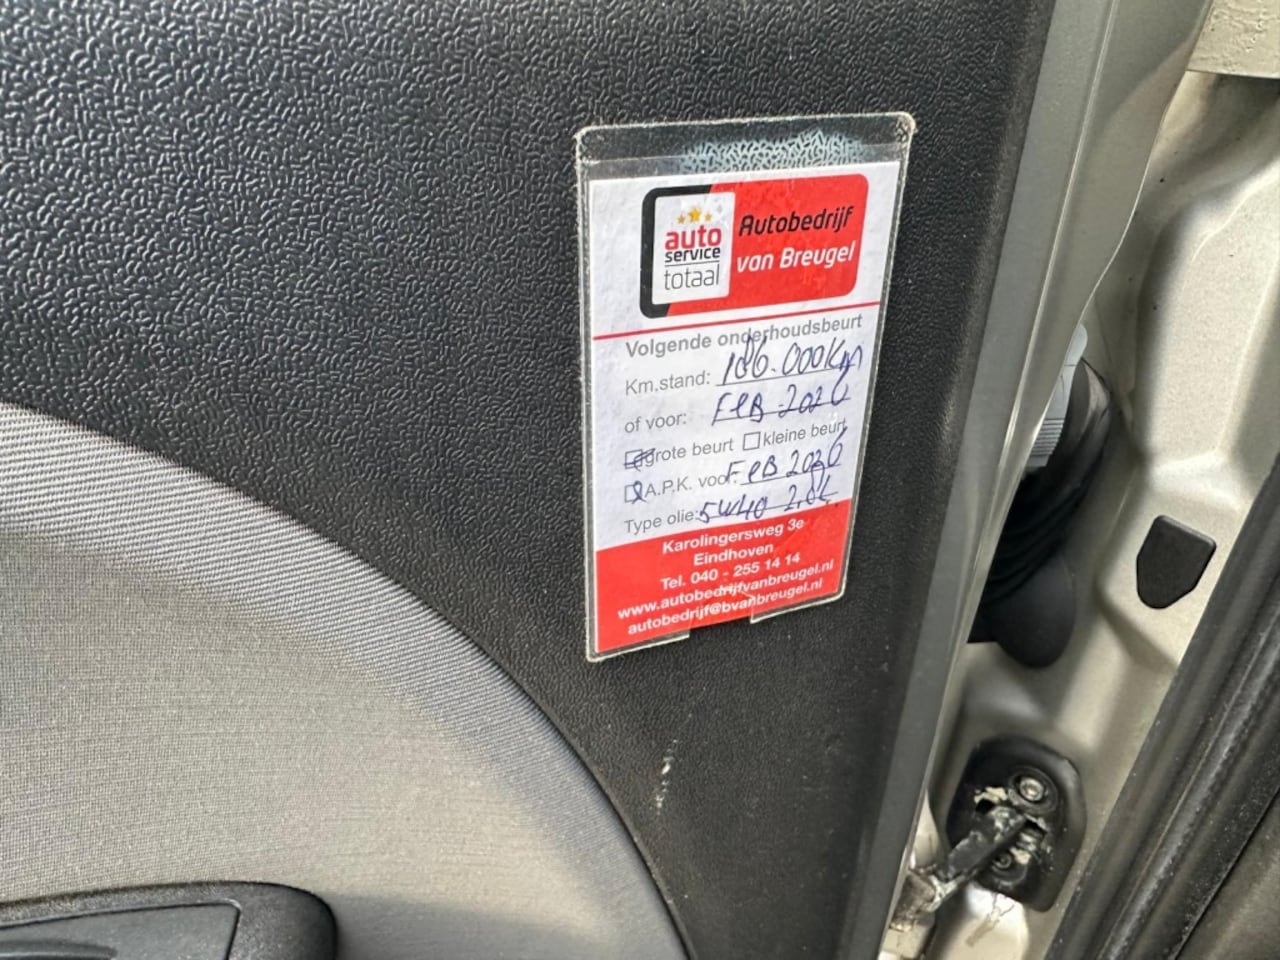 auto
service
totaal
Autobedrijf
van Breugel
Volgende onderhoudsbeurt
Km.stand: 106.000Km
of voor: Feb 2020
grote beurt kleine beurt
A.P.K. voor: Feb 2020
Type olie: 5W40
Karolingersweg 3e
Eindhoven
Tel. 040 - 255 14 14
www.autobedrijfvanbreugel.nl
autobedrijf@bvanbreugel.nl